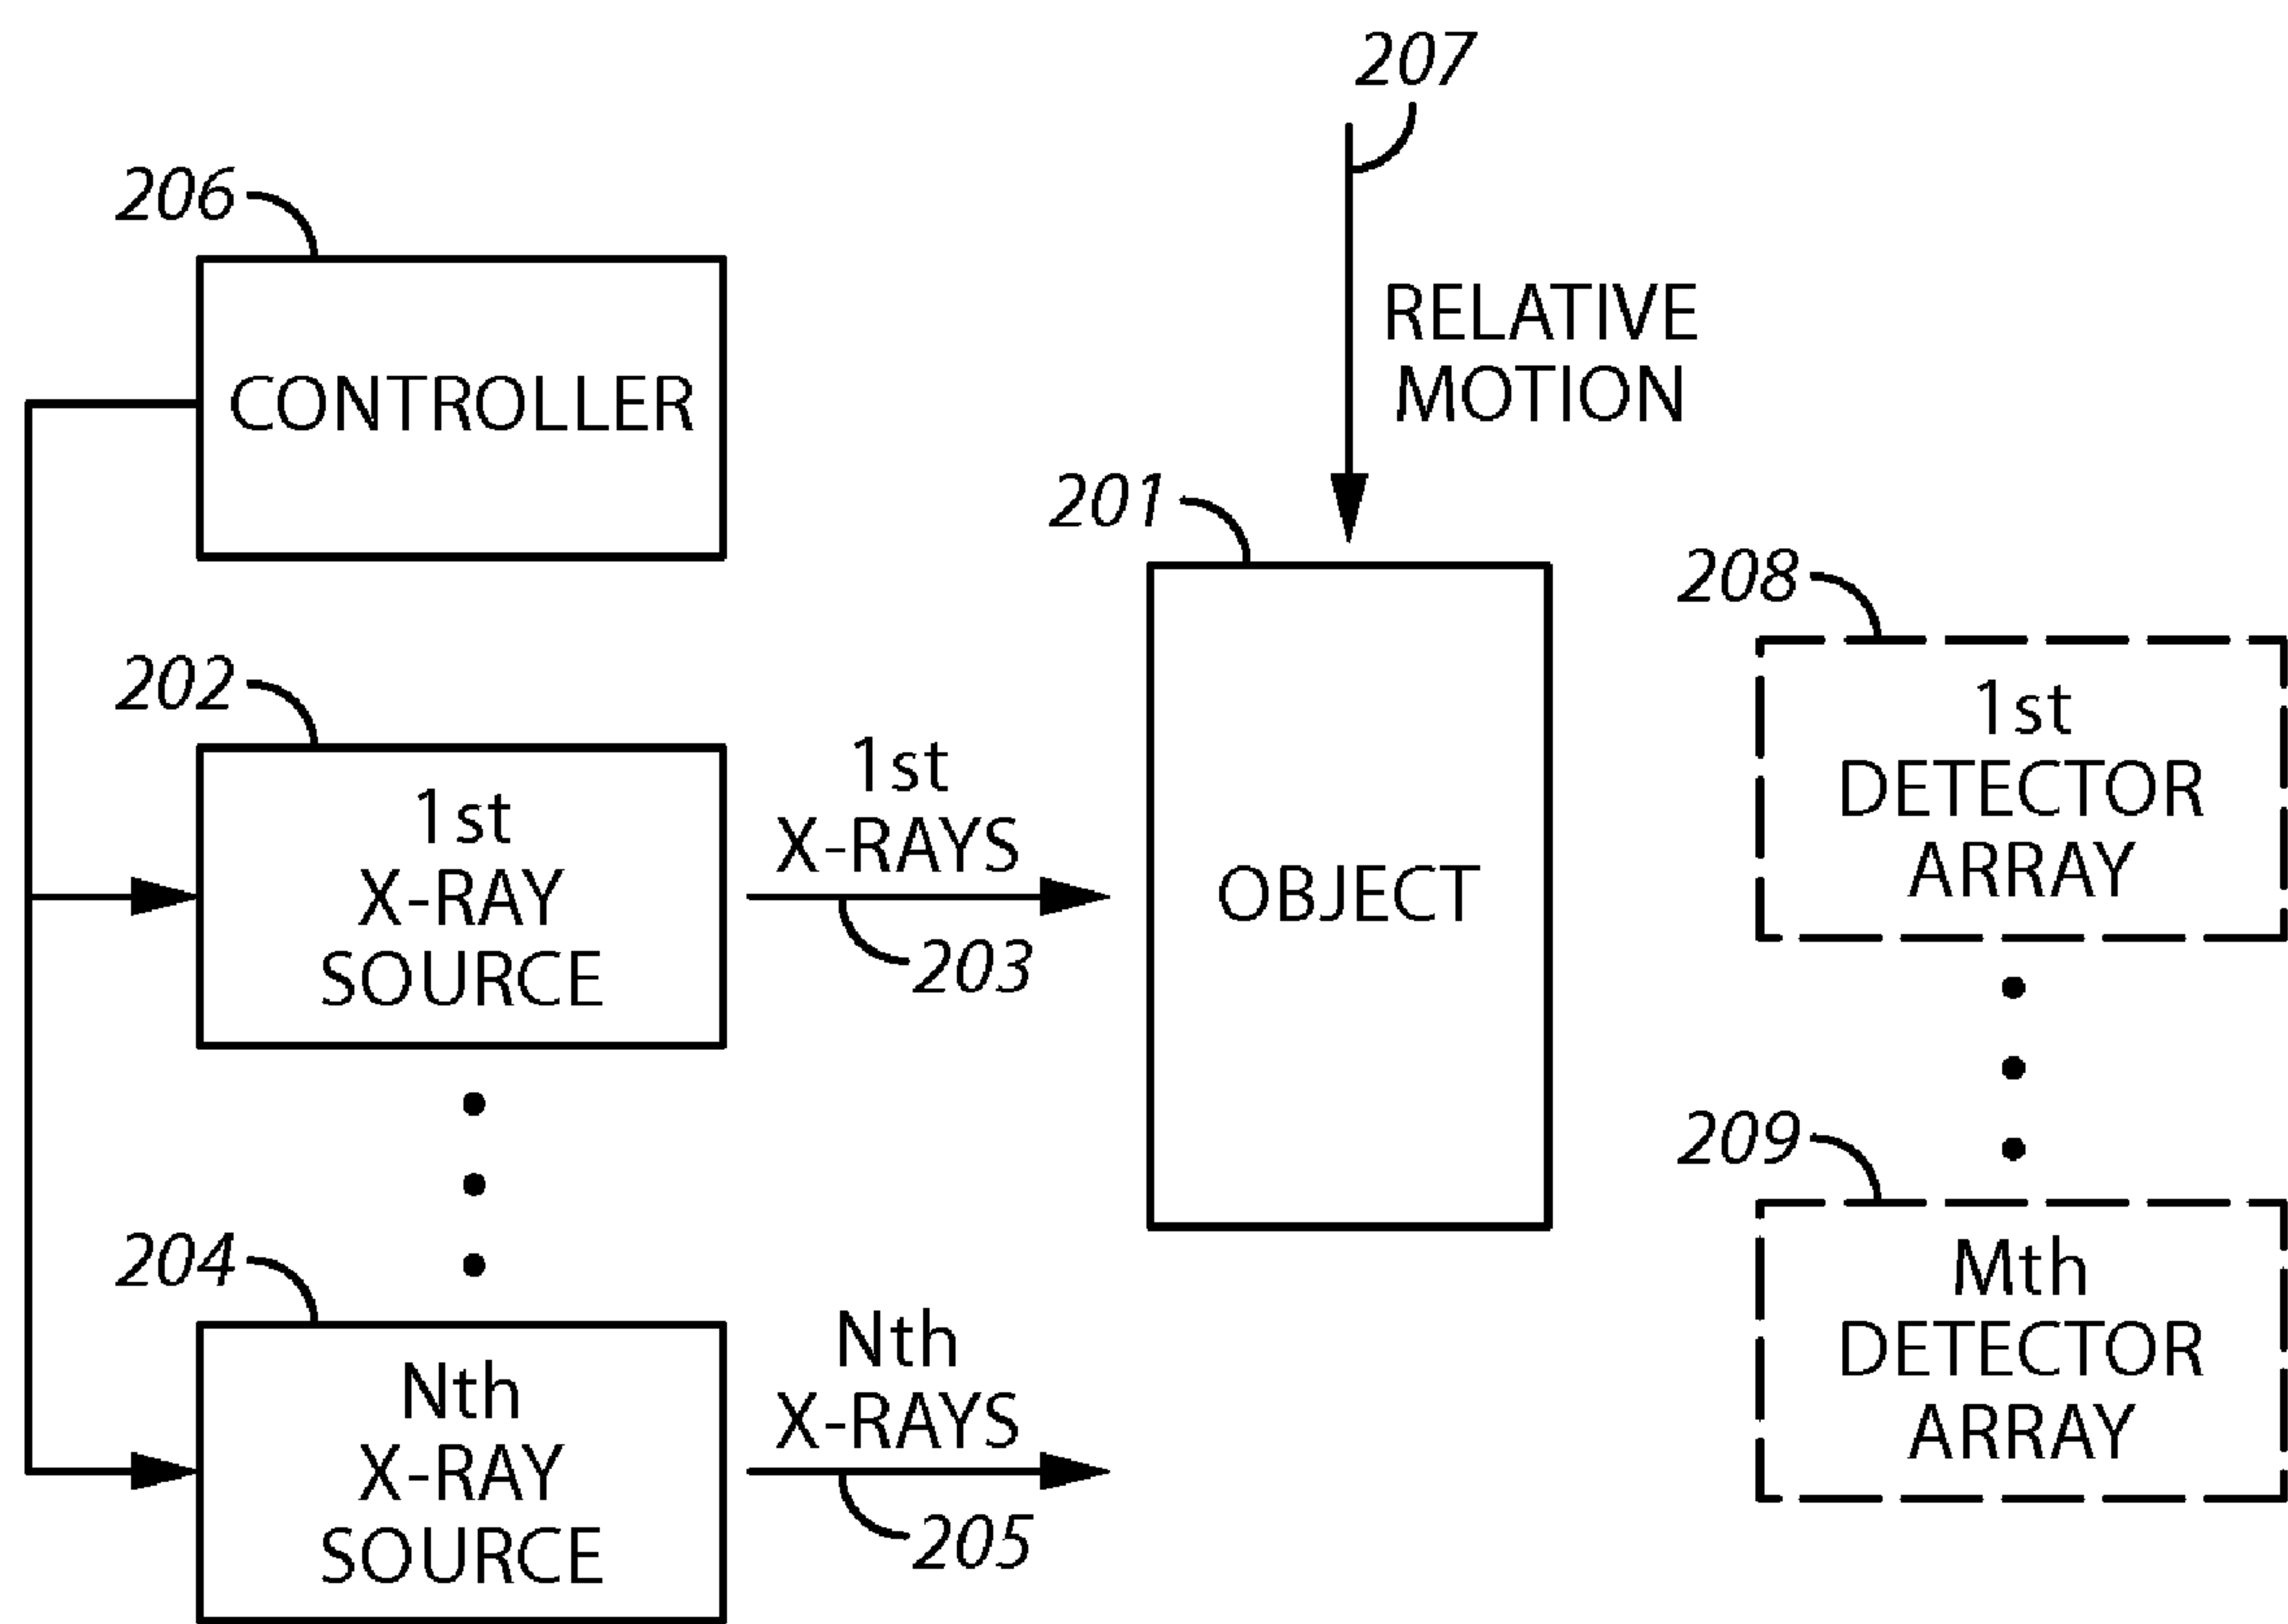 207
206
CONTROLLER
RELATIVE
MOTION
201
208
202
1st
X-RAY
SOURCE
1st
X-RAYS
203
OBJECT
1st
DETECTOR
ARRAY
209
204
Nth
X-RAY
SOURCE
Nth
X-RAYS
205
Mth
DETECTOR
ARRAY